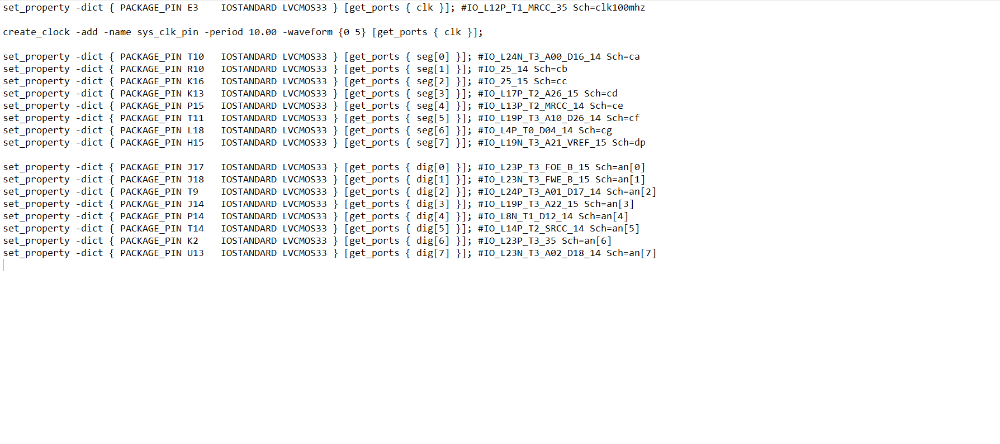 set_property -dict { PACKAGE_PIN E3    IOSTANDARD LVCMOS33 } [get_ports { clk }]; #IO_L12P_T1_MRCC_35 Sch=clk100mhz
create_clock -add -name sys_clk_pin -period 10.00 -waveform {0 5} [get_ports { clk }];
set_property -dict { PACKAGE_PIN T10   IOSTANDARD LVCMOS33 } [get_ports { seg[0] }]; #IO_L24N_T3_A00_D16_14 Sch=ca
set_property -dict { PACKAGE_PIN R10   IOSTANDARD LVCMOS33 } [get_ports { seg[1] }]; #IO_25_14 Sch=cb
set_property -dict { PACKAGE_PIN K16   IOSTANDARD LVCMOS33 } [get_ports { seg[2] }]; #IO_25_15 Sch=cc
set_property -dict { PACKAGE_PIN K13   IOSTANDARD LVCMOS33 } [get_ports { seg[3] }]; #IO_L17P_T2_A26_15 Sch=cd
set_property -dict { PACKAGE_PIN P15   IOSTANDARD LVCMOS33 } [get_ports { seg[4] }]; #IO_L13P_T2_MRCC_14 Sch=ce
set_property -dict { PACKAGE_PIN T11   IOSTANDARD LVCMOS33 } [get_ports { seg[5] }]; #IO_L19P_T3_A10_D26_14 Sch=cf
set_property -dict { PACKAGE_PIN L18   IOSTANDARD LVCMOS33 } [get_ports { seg[6] }]; #IO_L4P_T0_D04_14 Sch=cg
set_property -dict { PACKAGE_PIN H15   IOSTANDARD LVCMOS33 } [get_ports { seg[7] }]; #IO_L19N_T3_A21_VREF_15 Sch=dp
set_property -dict { PACKAGE_PIN J17   IOSTANDARD LVCMOS33 } [get_ports { dig[0] }]; #IO_L23P_T3_FOE_B_15 Sch=an[0]
set_property -dict { PACKAGE_PIN J18   IOSTANDARD LVCMOS33 } [get_ports { dig[1] }]; #IO_L23N_T3_FWE_B_15 Sch=an[1]
set_property -dict { PACKAGE_PIN T9    IOSTANDARD LVCMOS33 } [get_ports { dig[2] }]; #IO_L24P_T3_A01_D17_14 Sch=an[2]
set_property -dict { PACKAGE_PIN J14   IOSTANDARD LVCMOS33 } [get_ports { dig[3] }]; #IO_L19P_T3_A22_15 Sch=an[3]
set_property -dict { PACKAGE_PIN P14   IOSTANDARD LVCMOS33 } [get_ports { dig[4] }]; #IO_L8N_T1_D12_14 Sch=an[4]
set_property -dict { PACKAGE_PIN T14   IOSTANDARD LVCMOS33 } [get_ports { dig[5] }]; #IO_L14P_T2_SRCC_14 Sch=an[5]
set_property -dict { PACKAGE_PIN K2    IOSTANDARD LVCMOS33 } [get_ports { dig[6] }]; #IO_L23P_T3_35 Sch=an[6]
set_property -dict { PACKAGE_PIN U13   IOSTANDARD LVCMOS33 } [get_ports { dig[7] }]; #IO_L23N_T3_A02_D18_14 Sch=an[7]